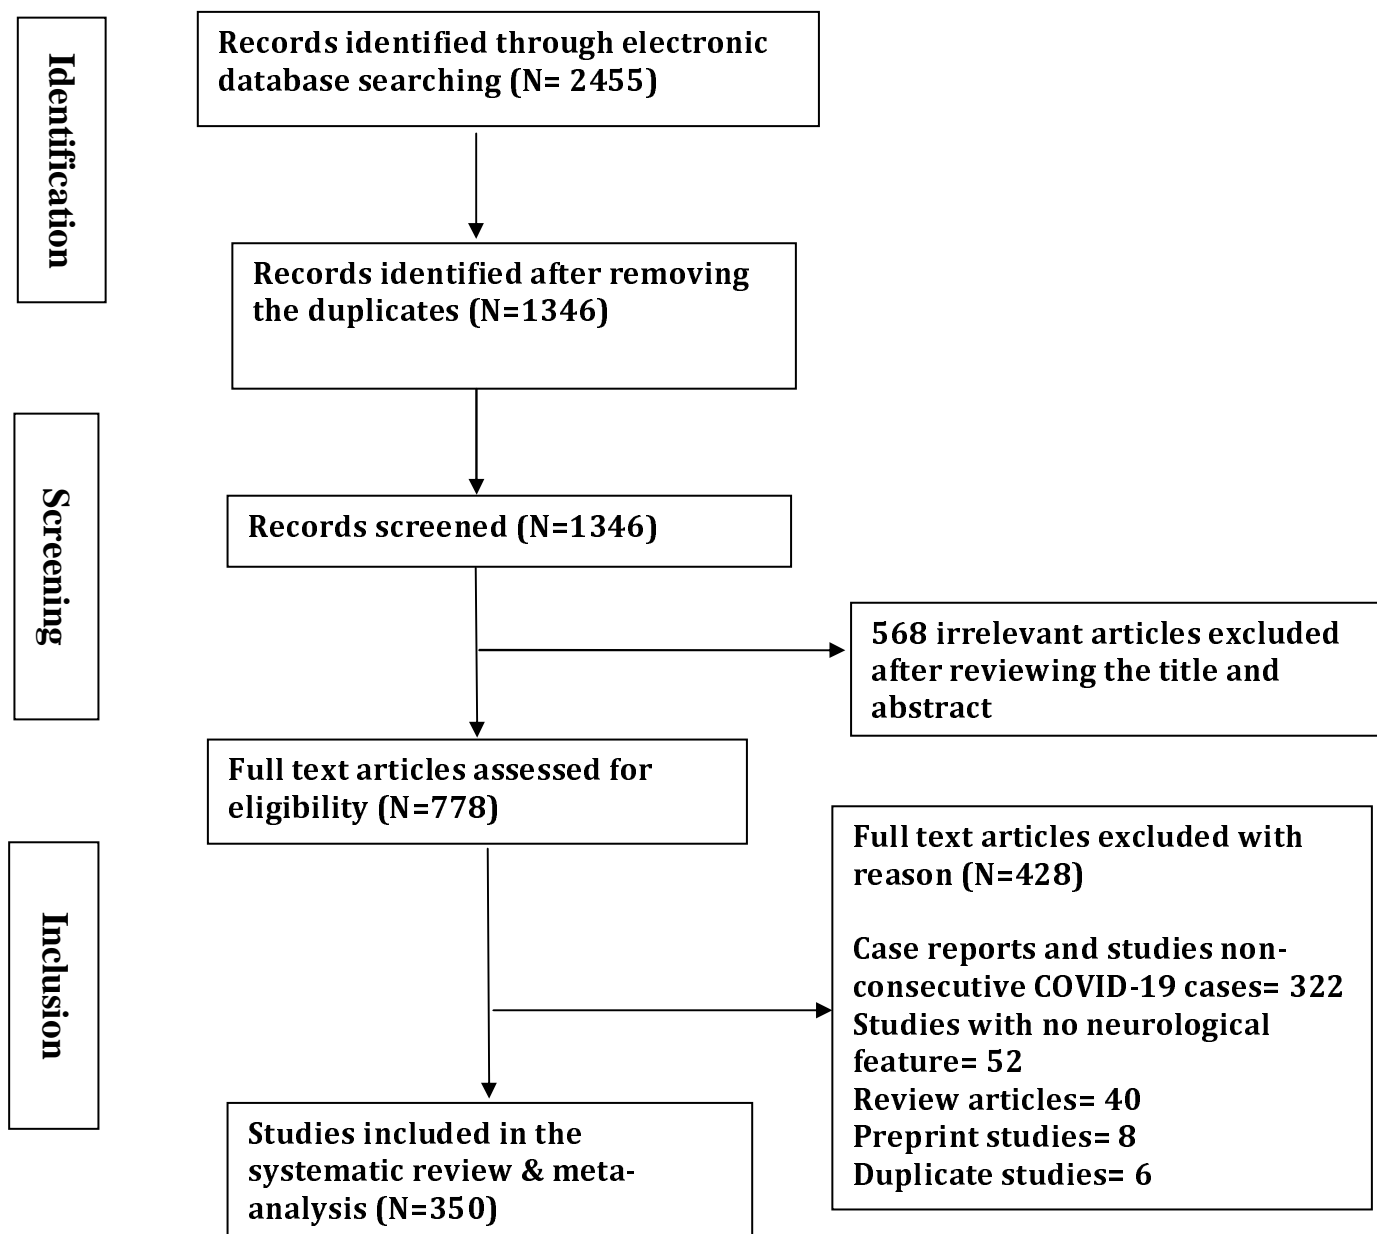 Identification
Records identified through electronic
database searching (N= 2455)
Records identified after removing
the duplicates (N=1346)
Screening
Records screened (N=1346)
568 irrelevant articles excluded
after reviewing the title and
abstract
Full text articles assessed for
eligibility (N=778)
Inclusion
Full text articles excluded with
reason (N=428)
Case reports and studies non-
consecutive COVID-19 cases= 322
Studies with no neurological
feature= 52
Review articles= 40
Preprint studies= 8
Duplicate studies= 6
Studies included in the
systematic review & meta-
analysis (N=350)